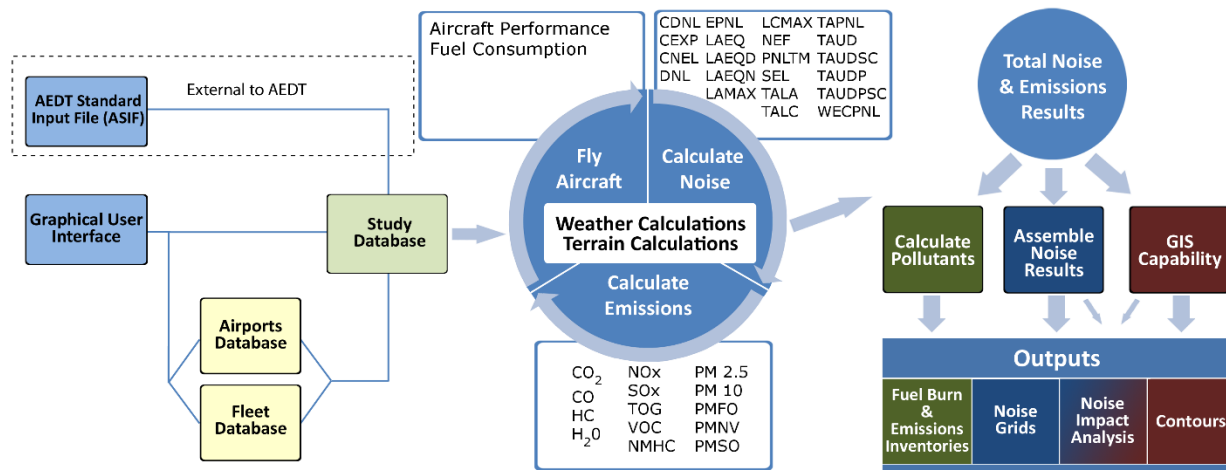 External to AEDT
AEDT Standard
Input File (ASIF)
Graphical User
Interface
Airports
Database
Fleet
Database
Study
Database
Aircraft Performance
Fuel Consumption
CDNL EPNL LCMAX TAPNL
CEXP LAEQ NEF TAUD
CNEL LAEQD PNLTM TAUDSC
DNL LAEQN SEL TAUDP
LAMAX TALA TAUDPSC
TALC WECPNL
Fly
Aircraft
Calculate
Noise
Weather Calculations
Terrain Calculations
Calculate
Emissions
CO2 NOx PM 2.5
CO SOx PM 10
HC TOG PMFO
H20 VOC PMNV
NMHC PMSO
Total Noise
& Emissions
Results
Calculate
Pollutants
Assemble
Noise
Results
GIS
Capability
Outputs
Fuel Burn
&
Emissions
Inventories
Noise
Grids
Noise
Impact
Analysis
Contours